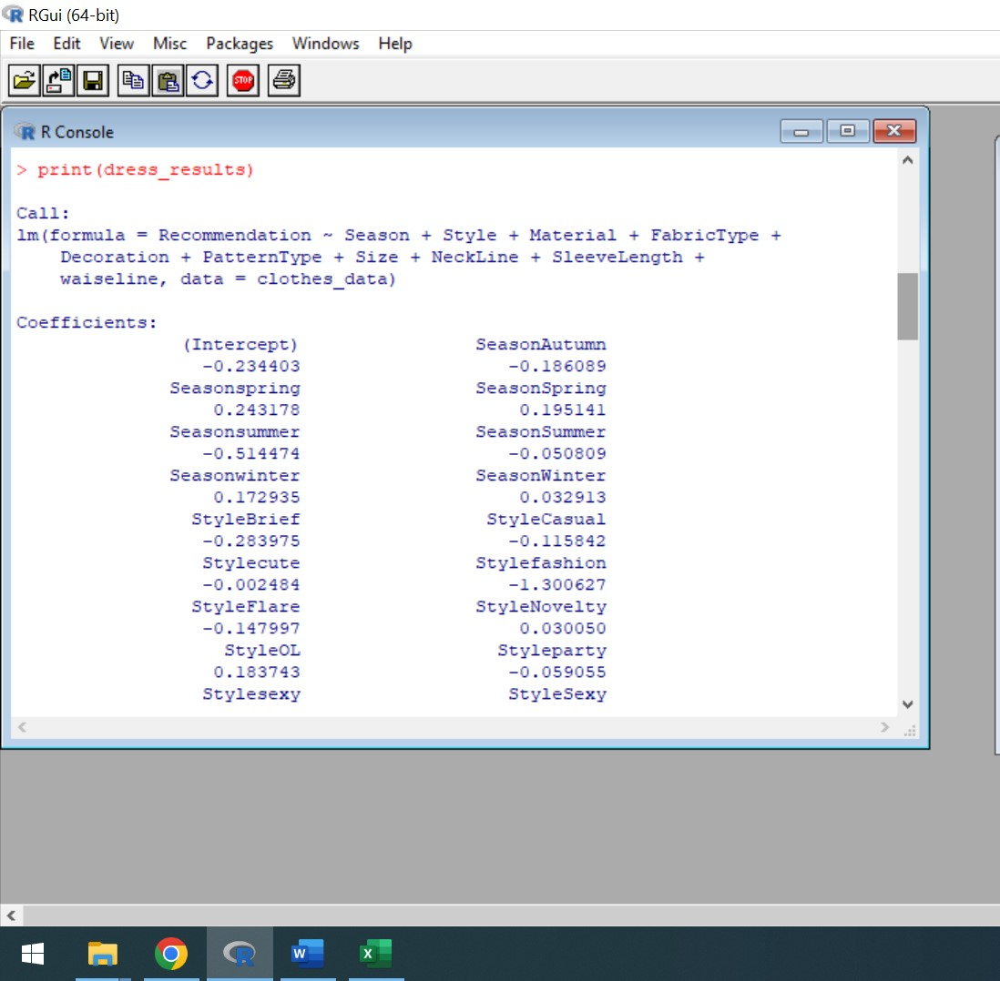 RGui (64-bit)
File Edit View Misc Packages Windows Help
STOP
R Console
> print(dress_results)
Call:
lm(formula = Recommendation ~ Season + Style + Material + FabricType +
Decoration + PatternType + Size + NeckLine + SleeveLength +
waiseline, data = clothes_data)
Coefficients:
(Intercept) SeasonAutumn
-0.234403 -0.186089
Seasonspring SeasonSpring
0.243178 0.195141
Seasonsummer SeasonSummer
-0.514474 -0.050809
Seasonwinter SeasonWinter
0.172935 0.032913
StyleBrief StyleCasual
-0.283975 -0.115842
Stylecute Stylefashion
-0.002484 -1.300627
StyleFlare StyleNovelty
-0.147997 0.030050
StyleOL Styleparty
0.183743 -0.059055
Stylesexy StyleSexy
R W X